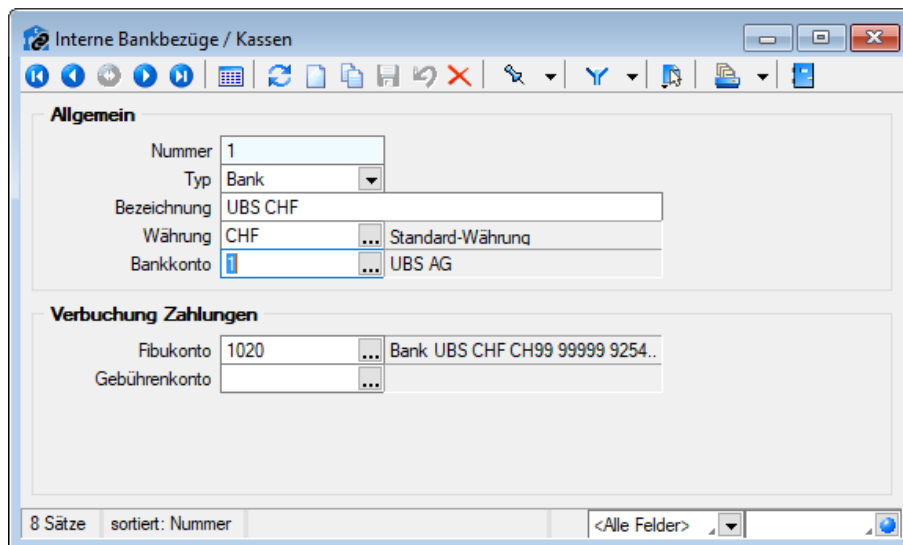 Interne Bankbezüge / Kassen
Allgemein
Nummer 1
Typ Bank
Bezeichnung UBS CHF
Währung CHF ... Standard-Währung
Bankkonto 1 ... UBS AG
Verbuchung Zahlungen
Fibukonto 1020 ... Bank UBS CHF CH99 99999 9254..
Gebührenkonto ...
8 Sätze sortiert: Nummer <Alle Felder>